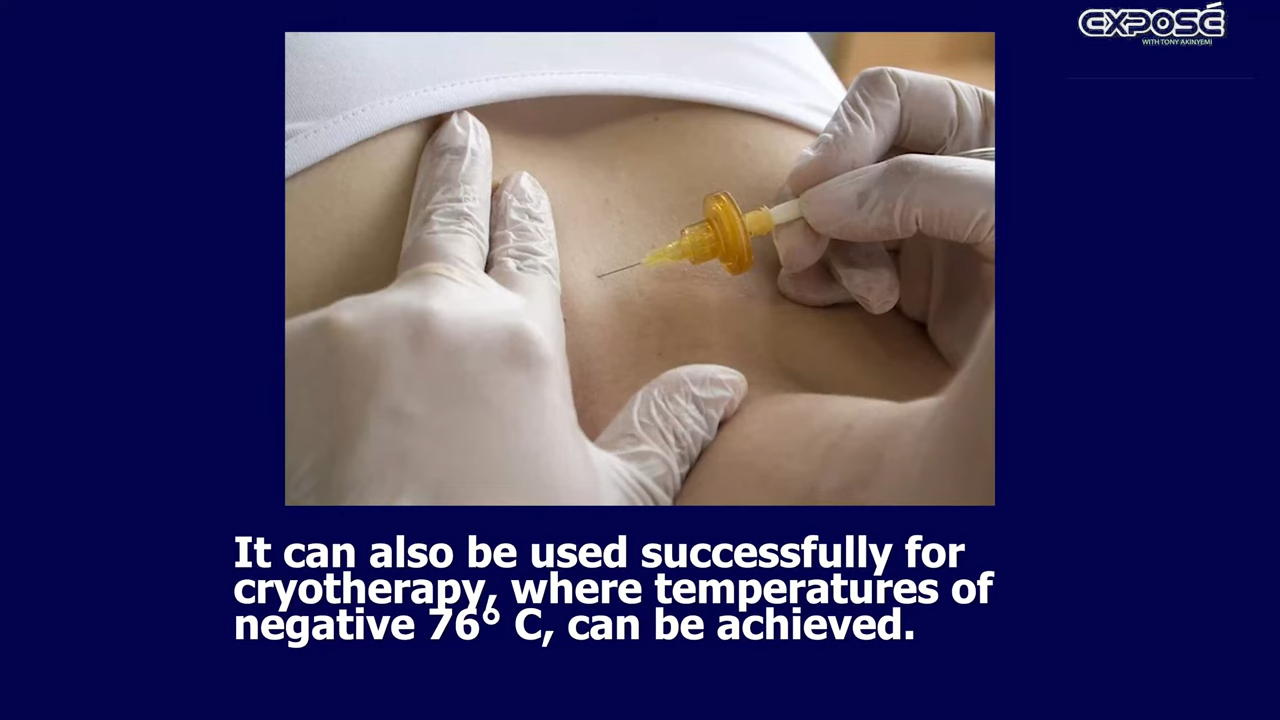 EXPOSÉ
WITH TONY AKINYEMI
It can also be used successfully for
cryotherapy, where temperatures of
negative 76º C, can be achieved.